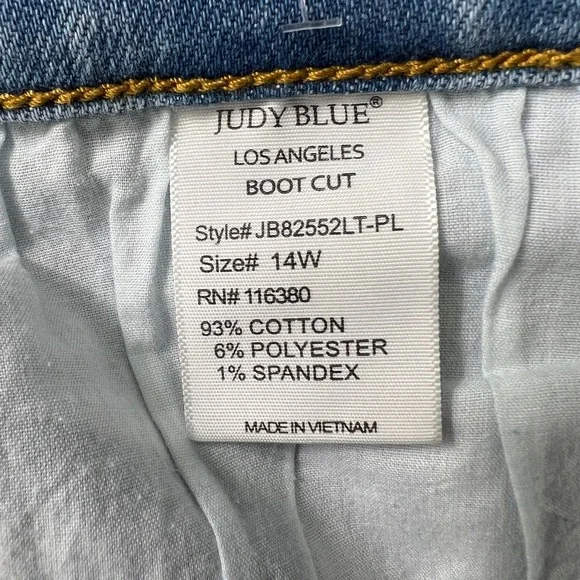 JUDY BLUE®
LOS ANGELES
BOOT CUT
Style# JB82552LT-PL
Size# 14W
RN# 116380
93% COTTON
6% POLYESTER
1% SPANDEX
MADE IN VIETNAM